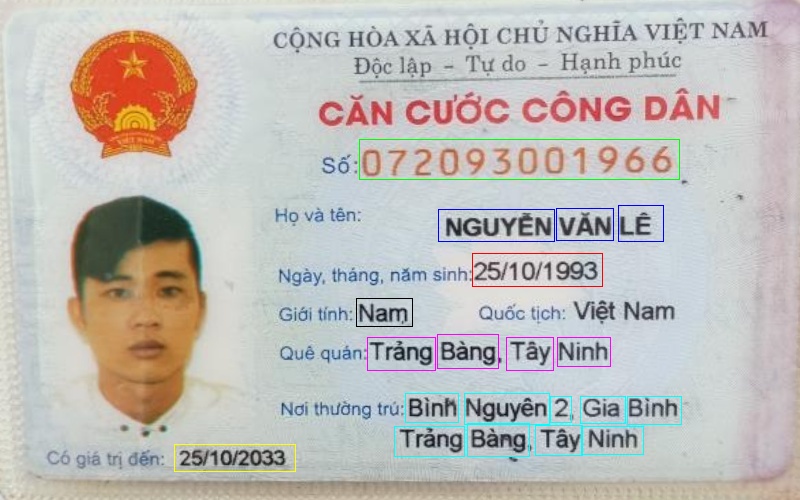 CỘNG HÒA XÃ HỘI CHỦ NGHĨA VIỆT NAM
Độc lập – Tự do – Hạnh phúc
CĂN CƯỚC CÔNG DÂN
Số: 072093001966
Họ và tên: NGUYỄN VĂN LÊ
Ngày, tháng, năm sinh: 25/10/1993
Giới tính: Nam Quốc tịch: Việt Nam
Quê quán: Trảng Bàng, Tây Ninh
Nơi thường trú: Bình Nguyên 2, Gia Bình
Trảng Bàng, Tây Ninh
Có giá trị đến: 25/10/2033